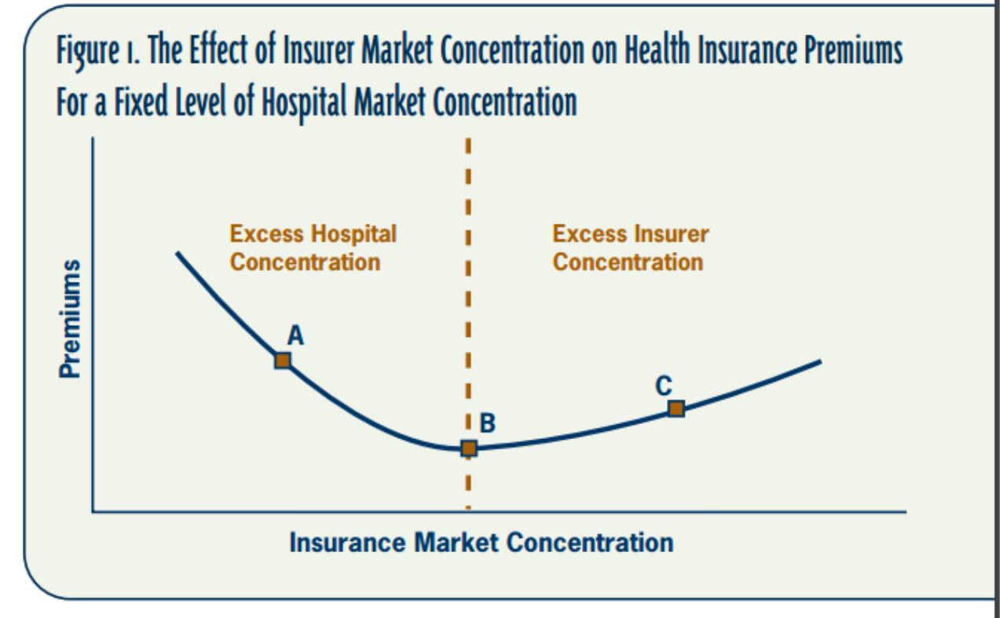 Figure 1. The Effect of Insurer Market Concentration on Health Insurance Premiums
For a Fixed Level of Hospital Market Concentration
Excess Hospital
Concentration
Excess Insurer
Concentration
Premiums
A
B
C
Insurance Market Concentration